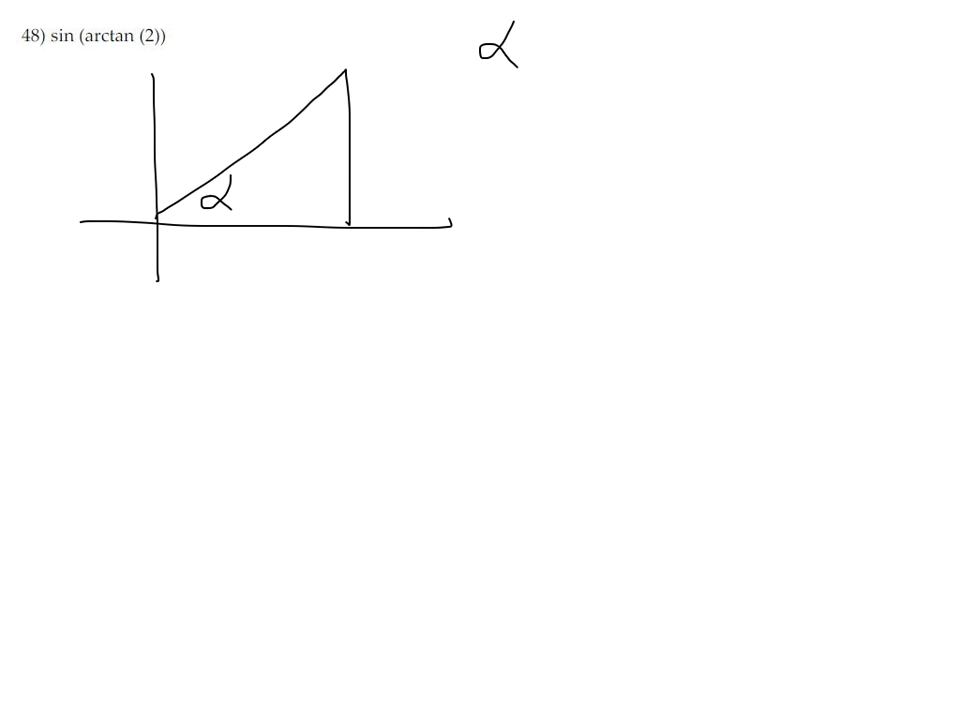 48) sin (arctan (2))
α
α